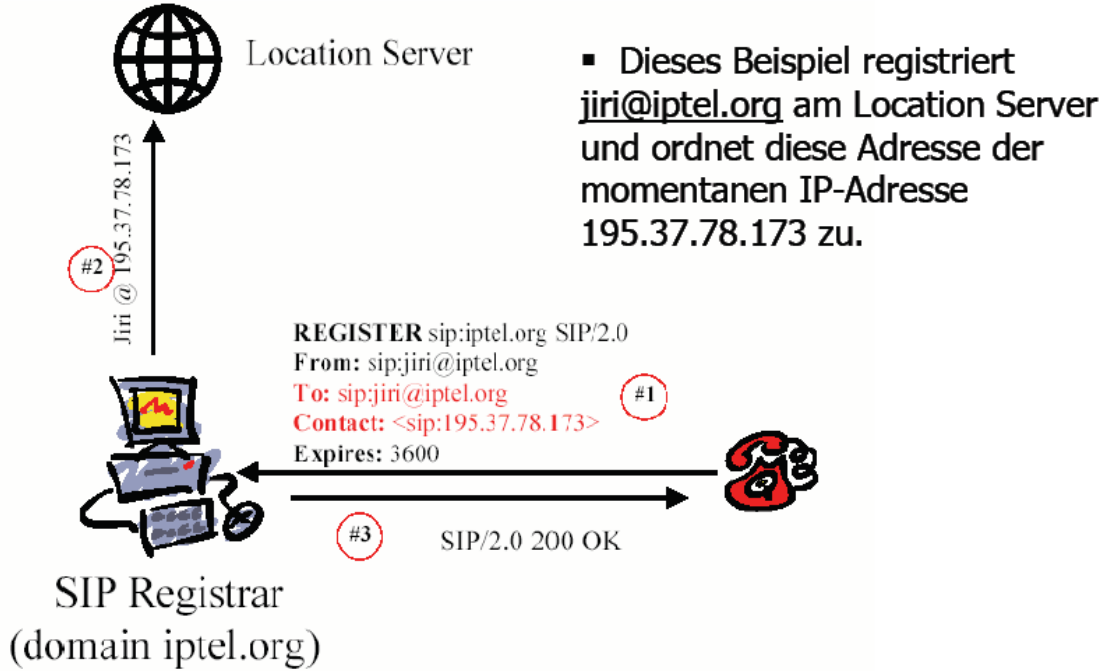 Location Server
▪ Dieses Beispiel registriert
jiri@iptel.org am Location Server
und ordnet diese Adresse der
momentanen IP-Adresse
195.37.78.173 zu.
Jiri @ 195.37.78.173
#2
REGISTER sip:iptel.org SIP/2.0
From: sip:jiri@iptel.org
To: sip:jiri@iptel.org
Contact: <sip:195.37.78.173>
Expires: 3600
#1
#3
SIP/2.0 200 OK
SIP Registrar
(domain iptel.org)